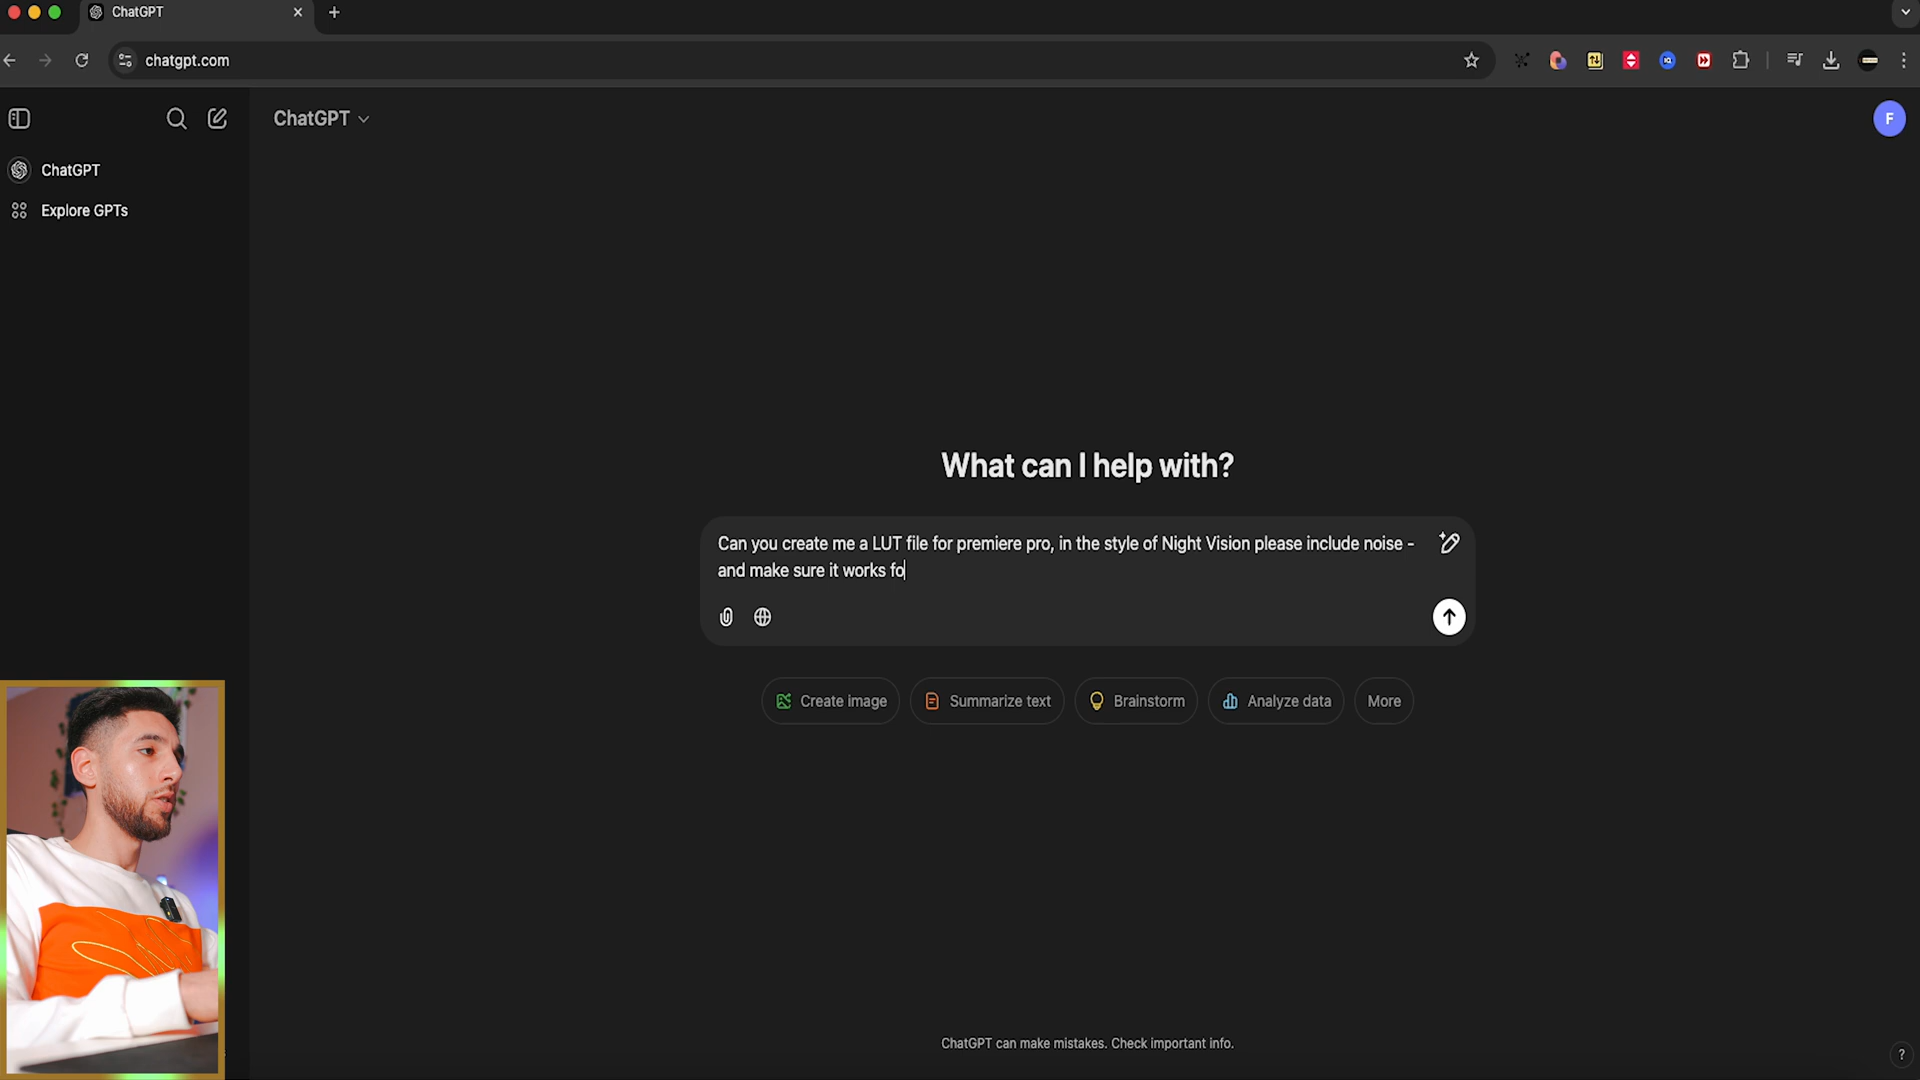 ChatGPT
chatgpt.com
ChatGPT
F
ChatGPT
Explore GPTs
What can I help with?
Can you create me a LUT file for premiere pro, in the style of Night Vision please include noise -
and make sure it works fo
Create image
Summarize text
Brainstorm
Analyze data
More
ChatGPT can make mistakes. Check important info.
?